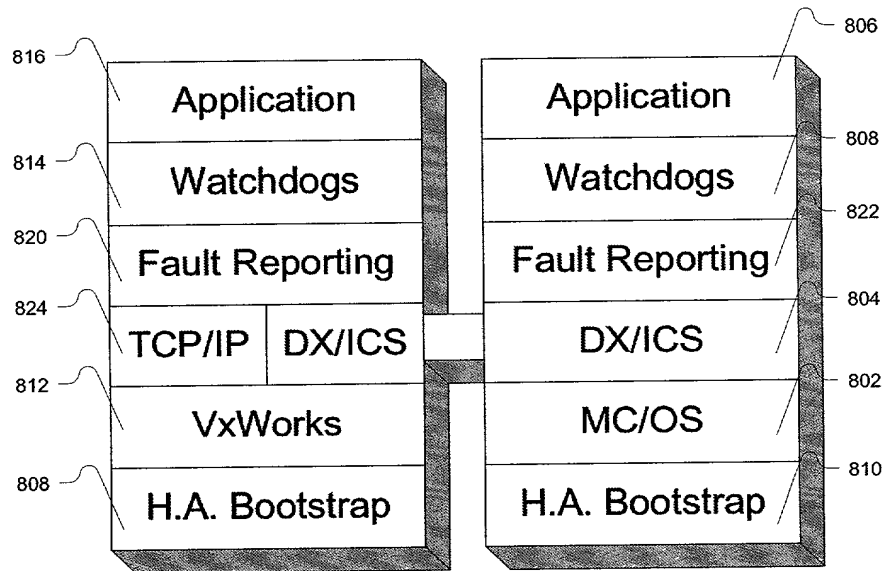 816
Application
814
Watchdogs
820
Fault Reporting
824
TCP/IP DX/ICS
812
VxWorks
808
H.A. Bootstrap
806
Application
808
Watchdogs
822
Fault Reporting
804
DX/ICS
802
MC/OS
810
H.A. Bootstrap